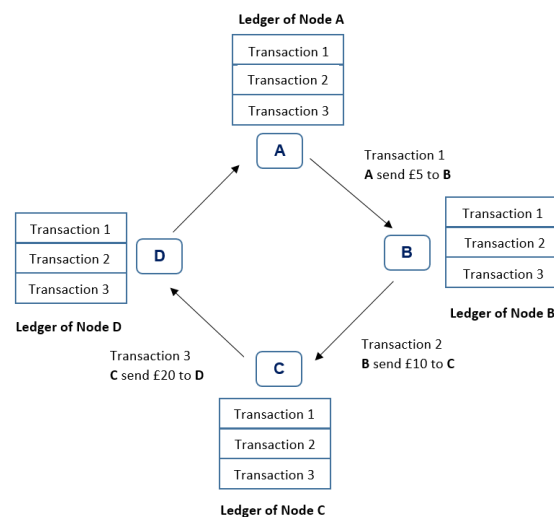 Ledger of Node A
Transaction 1
Transaction 2
Transaction 3
A
Transaction 1
A send £5 to B
Transaction 1
Transaction 2
Transaction 3
D
B
Transaction 1
Transaction 2
Transaction 3
Ledger of Node D
Ledger of Node B
Transaction 3
C send £20 to D
C
Transaction 2
B send £10 to C
Transaction 1
Transaction 2
Transaction 3
Ledger of Node C